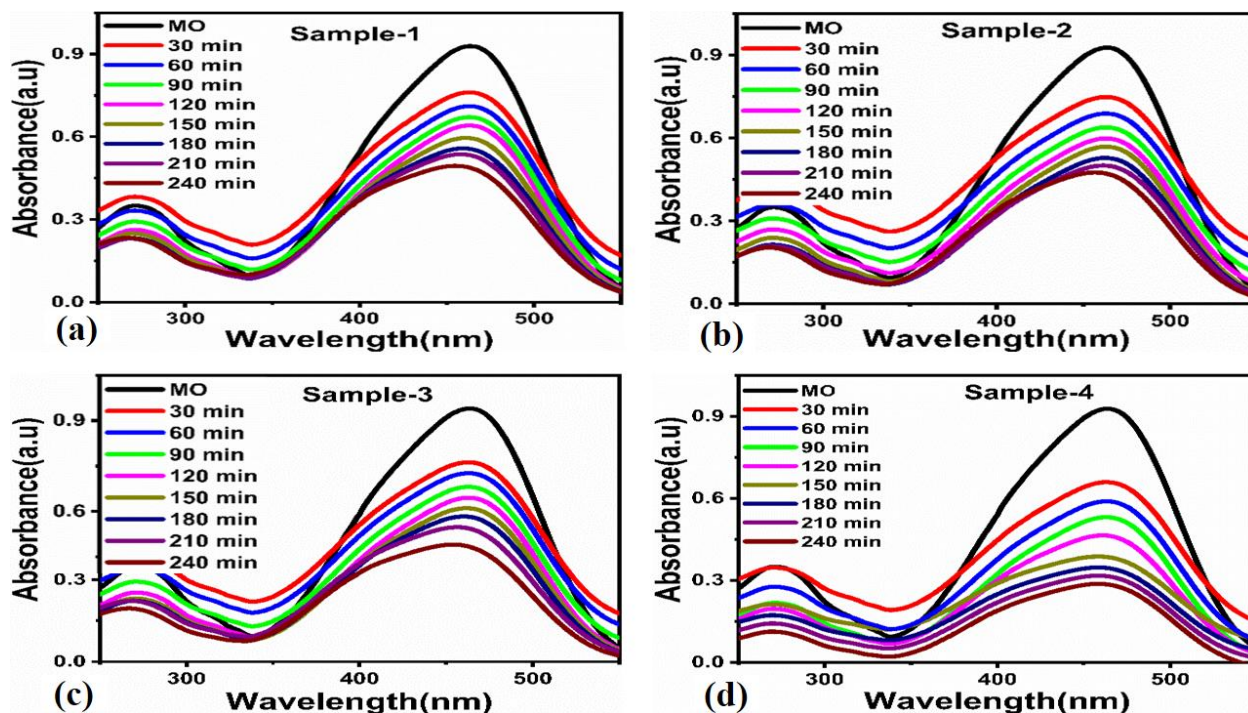 Sample-1
MO
30 min
60 min
90 min
120 min
150 min
180 min
210 min
240 min
0.9
0.6
0.3
0.0
Absorbance(a.u)
300
400
500
Wavelength(nm)
(a)
Sample-2
MO
30 min
60 min
90 min
120 min
150 min
180 min
210 min
240 min
0.9
0.6
0.3
0.0
Absorbance(a.u)
300
400
500
Wavelength(nm)
(b)
Sample-3
MO
30 min
60 min
90 min
120 min
150 min
180 min
210 min
240 min
0.9
0.6
0.3
0.0
Absorbance(a.u)
300
400
500
Wavelength(nm)
(c)
Sample-4
MO
30 min
60 min
90 min
120 min
150 min
180 min
210 min
240 min
0.9
0.6
0.3
0.0
Absorbance(a.u)
300
400
500
Wavelength(nm)
(d)